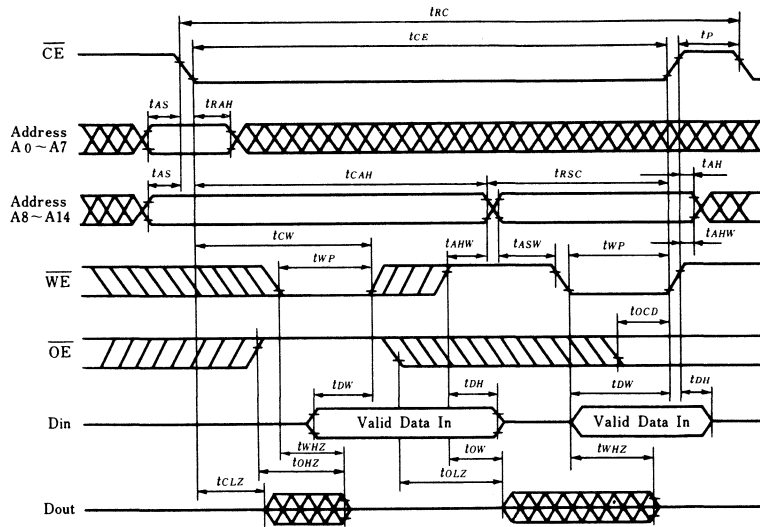 tRC
tCE
tP
CE
tAS
tRAH
Address
A0~A7
tAH
tAS
tCAH
tRSC
Address
A8~A14
tCW
tAHW
tASW
tWP
tAHW
tWP
WE
tOCD
OE
tDW
tDH
tDW
tDH
Din
Valid Data In
Valid Data In
tWHZ
tOW
tWHZ
tOHZ
tOLZ
tCLZ
Dout